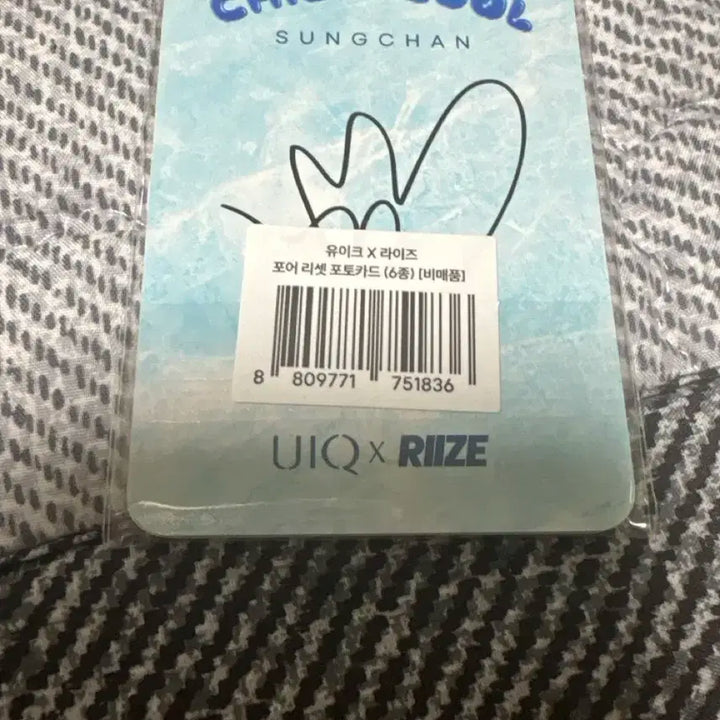 SUNGCHAN
유이크 X 라이즈
포어 리셋 포토카드 (6종) [비매품]
8 809771 751836
UIQ X RIIZE